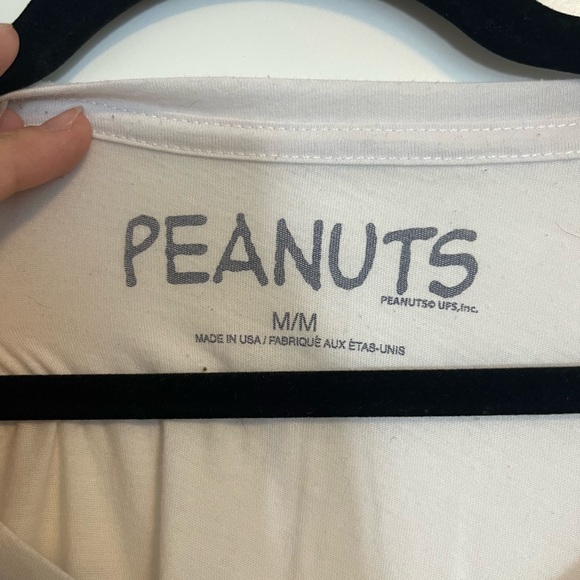 PEANUTS
PEANUTS© UFS,Inc.
M/M
MADE IN USA / FABRIQUÉ AUX ÉTAS-UNIS